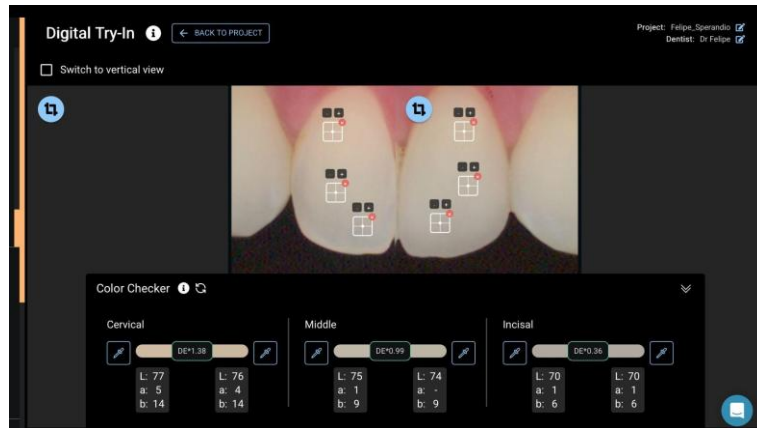 Digital Try-In i ← BACK TO PROJECT
Project: Felipe_Sperandio
Dentist: Dr Felipe
Switch to vertical view
Color Checker i
Cervical
DE*1.38
L: 77
a: 5
b: 14
L: 76
a: 4
b: 14
Middle
DE*0.99
L: 75
a: 1
b: 9
L: 74
a: -
b: 9
Incisal
DE*0.36
L: 70
a: 1
b: 6
L: 70
a: 1
b: 6